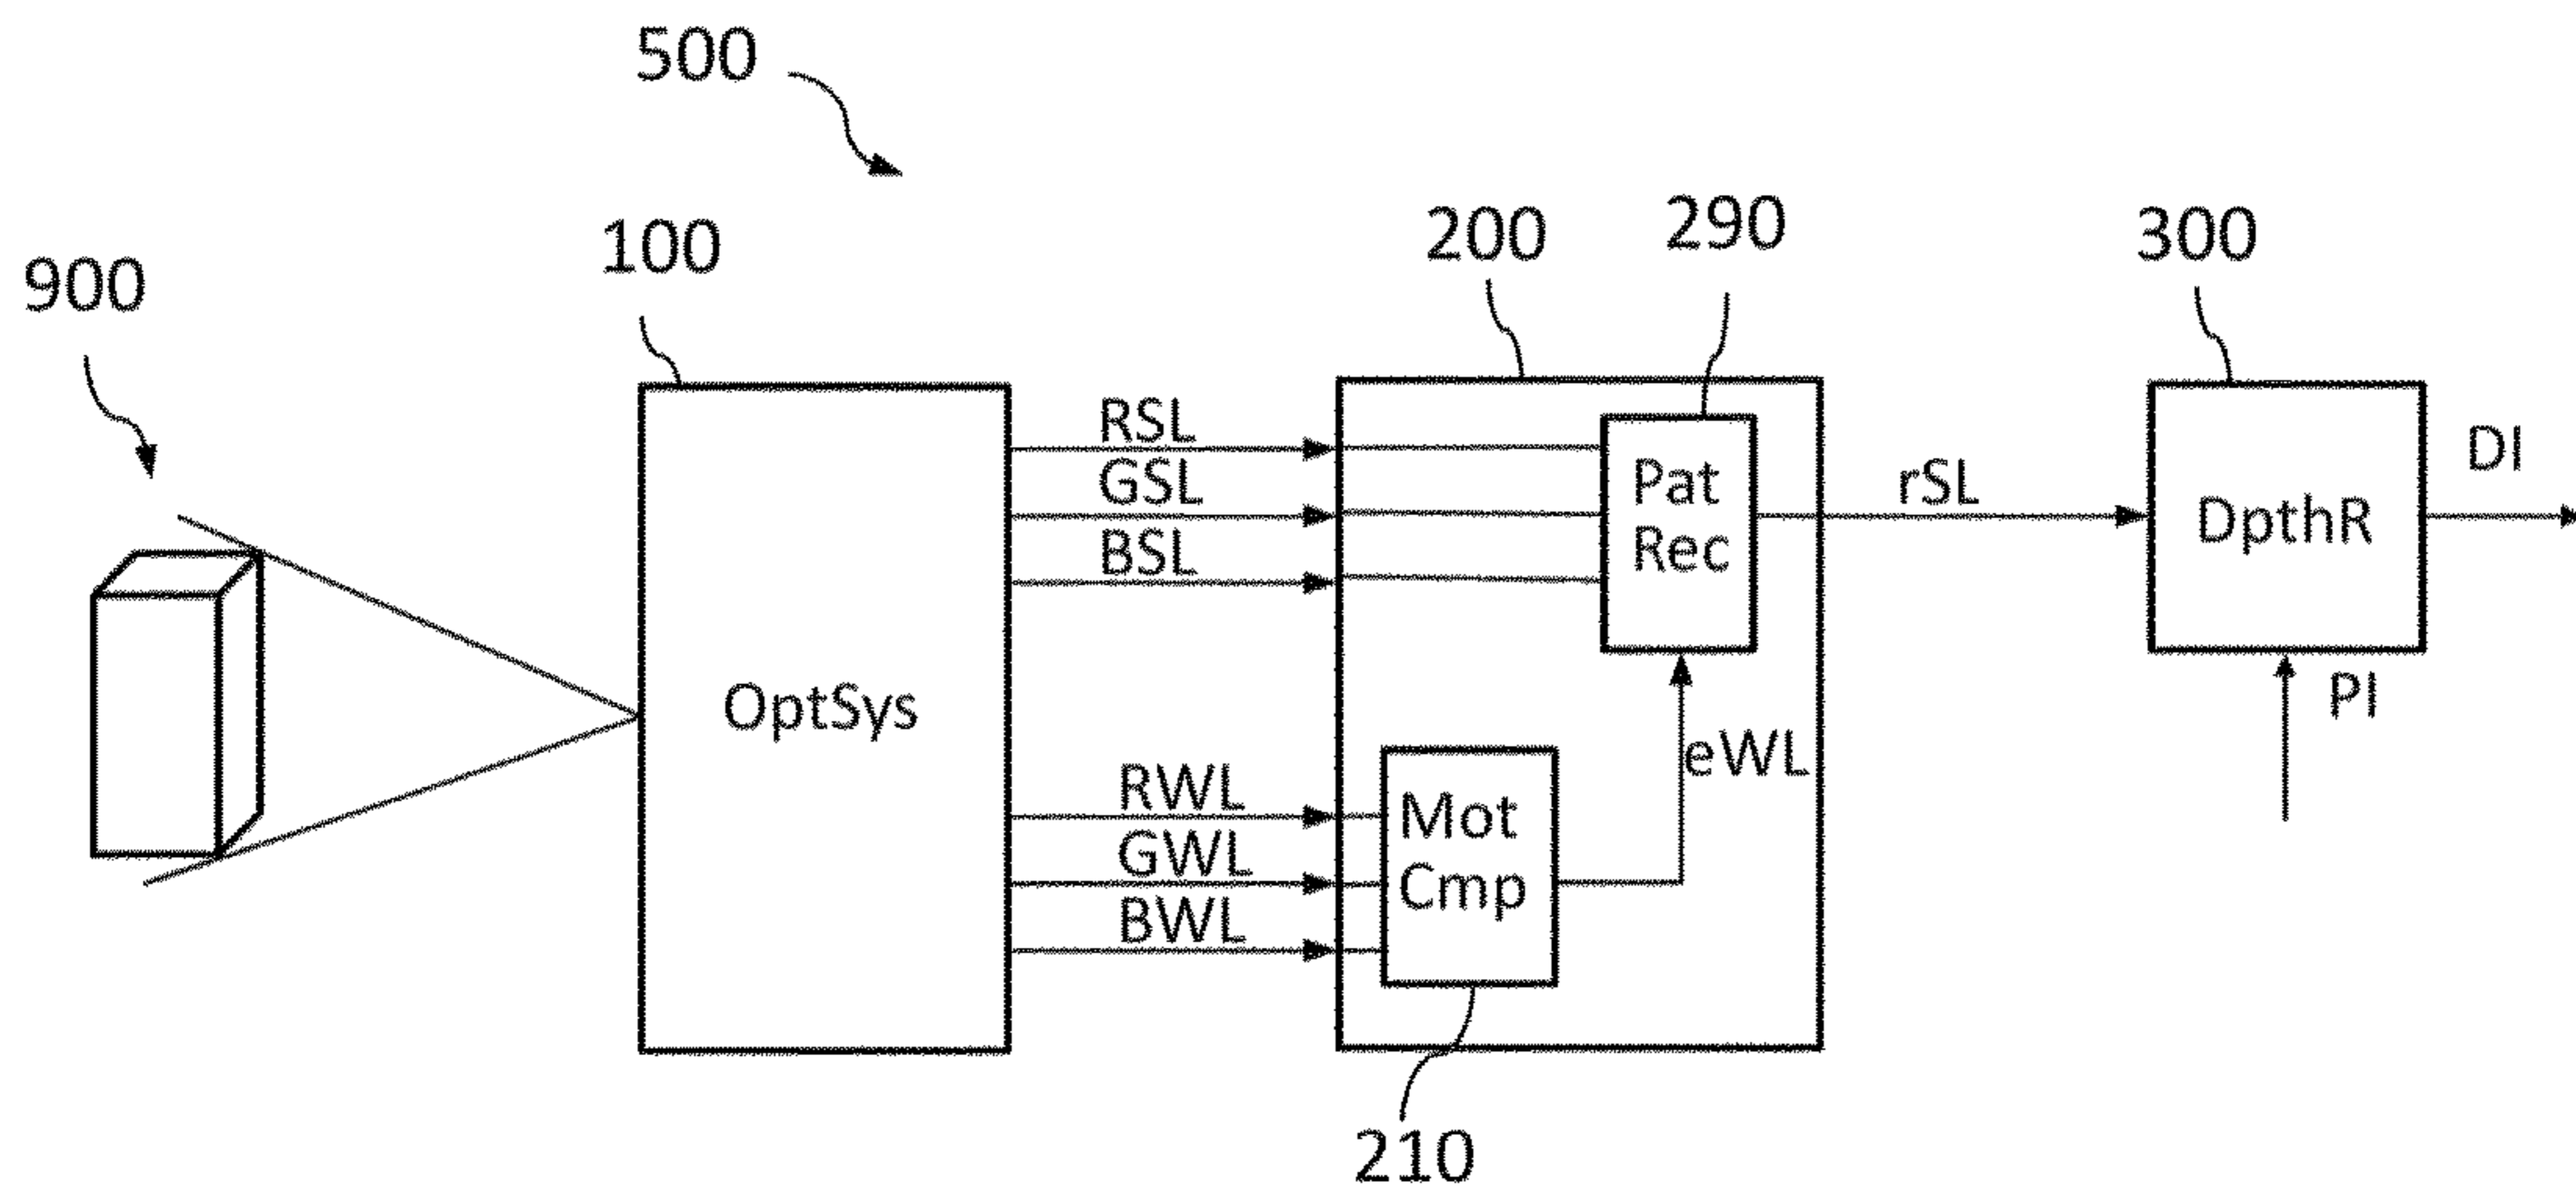 500
900
100
200
290
300
RSL
GSL
BSL
Pat
Rec
rSL
DpthR
DI
PI
OptSys
eWL
RWL
GWL
BWL
Mot
Cmp
210